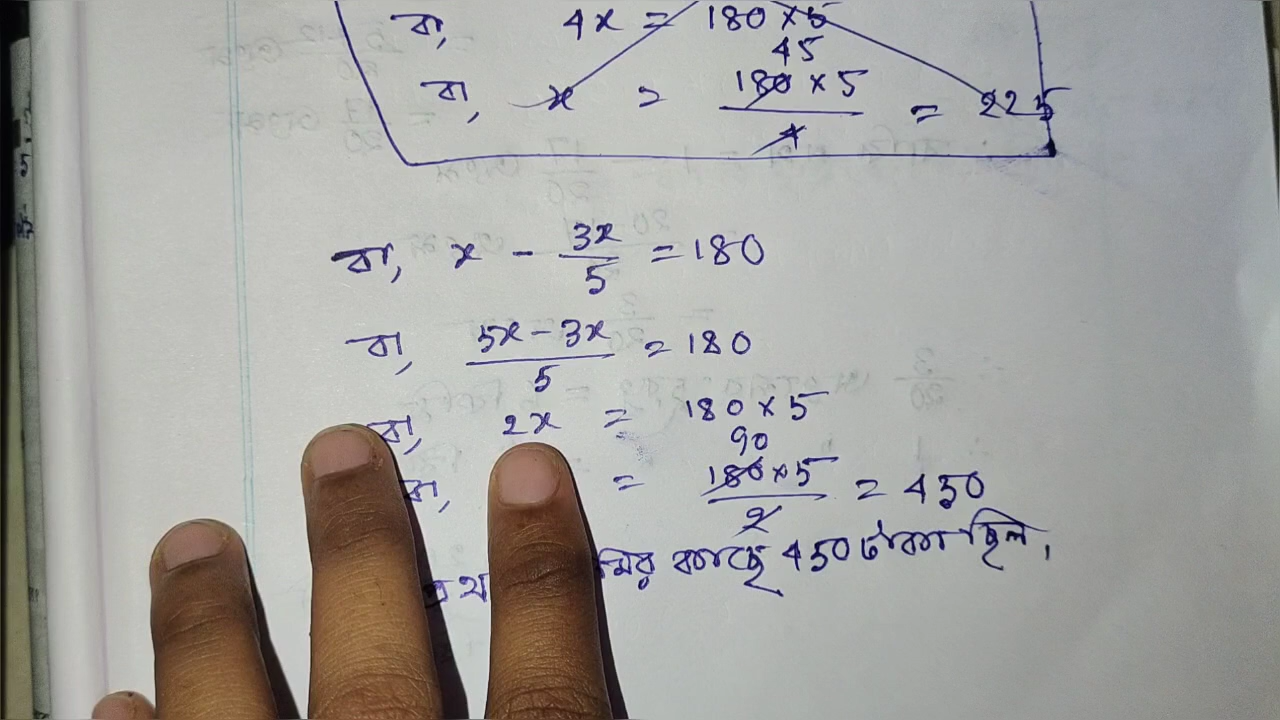 বা, 4x = 180 × 5
45
বা, x = 180 × 5 / 4 = 225
বা, x - 3x/5 = 180
বা, 5x - 3x / 5 = 180
বা, 2x = 180 × 5
90
বা, = 180 × 5 / 2 = 450
কাছে 450 টাকা ছিল,